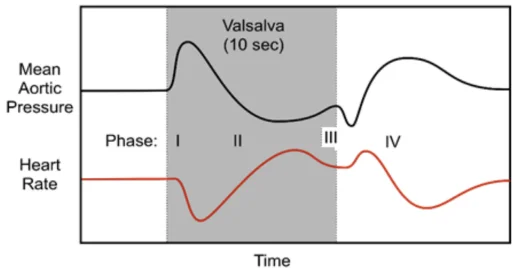 Valsalva
(10 sec)
Mean
Aortic
Pressure
Phase: I II III IV
Heart
Rate
Time